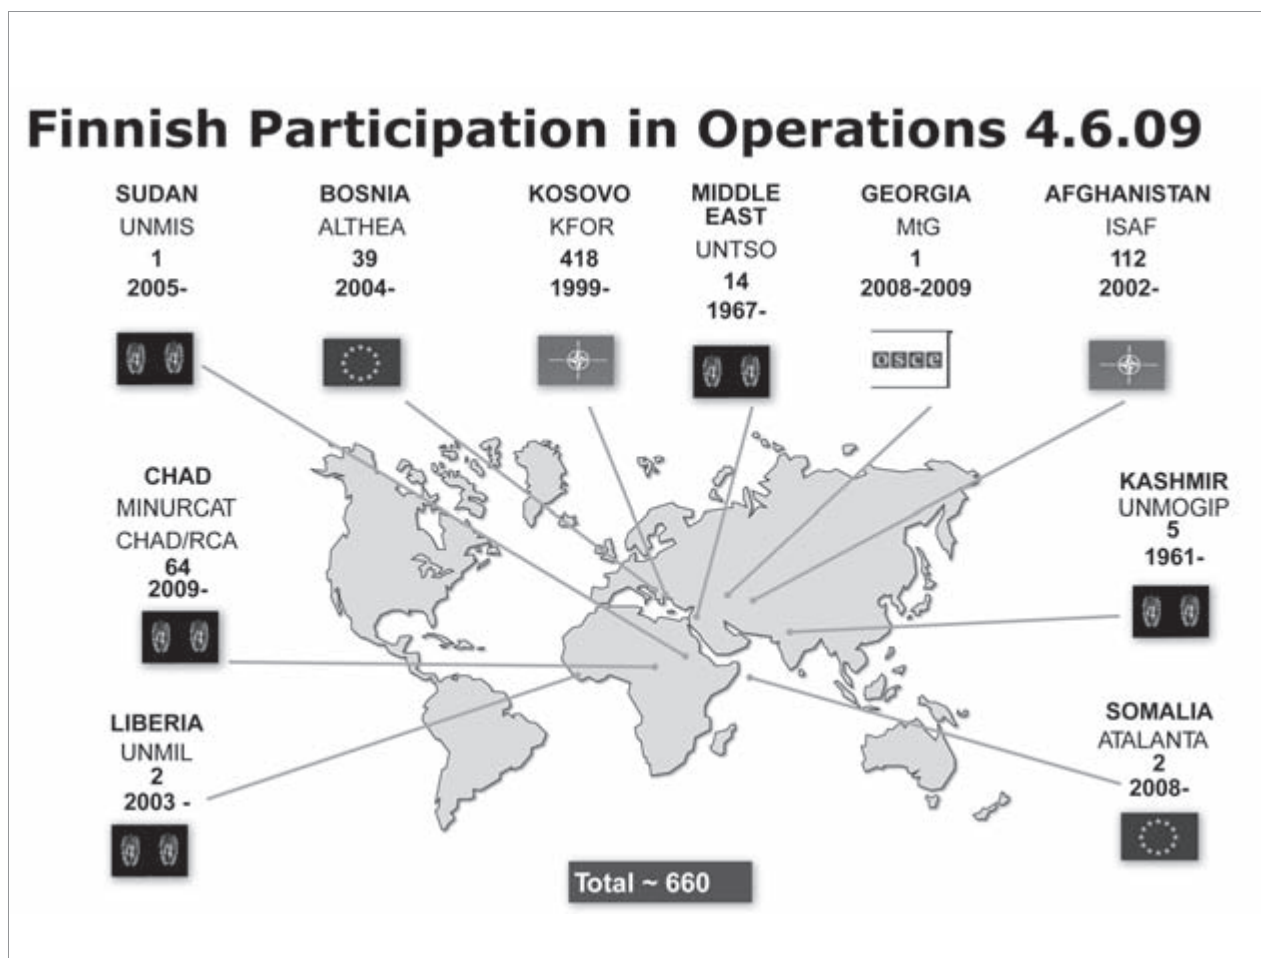 Finnish Participation in Operations 4.6.09
SUDAN
UNMIS
1
2005-
BOSNIA
ALTHEA
39
2004-
KOSOVO
KFOR
418
1999-
MIDDLE
EAST
UNTSO
14
1967-
GEORGIA
MtG
1
2008-2009
osce
AFGHANISTAN
ISAF
112
2002-
CHAD
MINURCAT
CHAD/RCA
64
2009-
KASHMIR
UNMOGIP
5
1961-
LIBERIA
UNMIL
2
2003 -
SOMALIA
ATALANTA
2
2008-
Total ~ 660